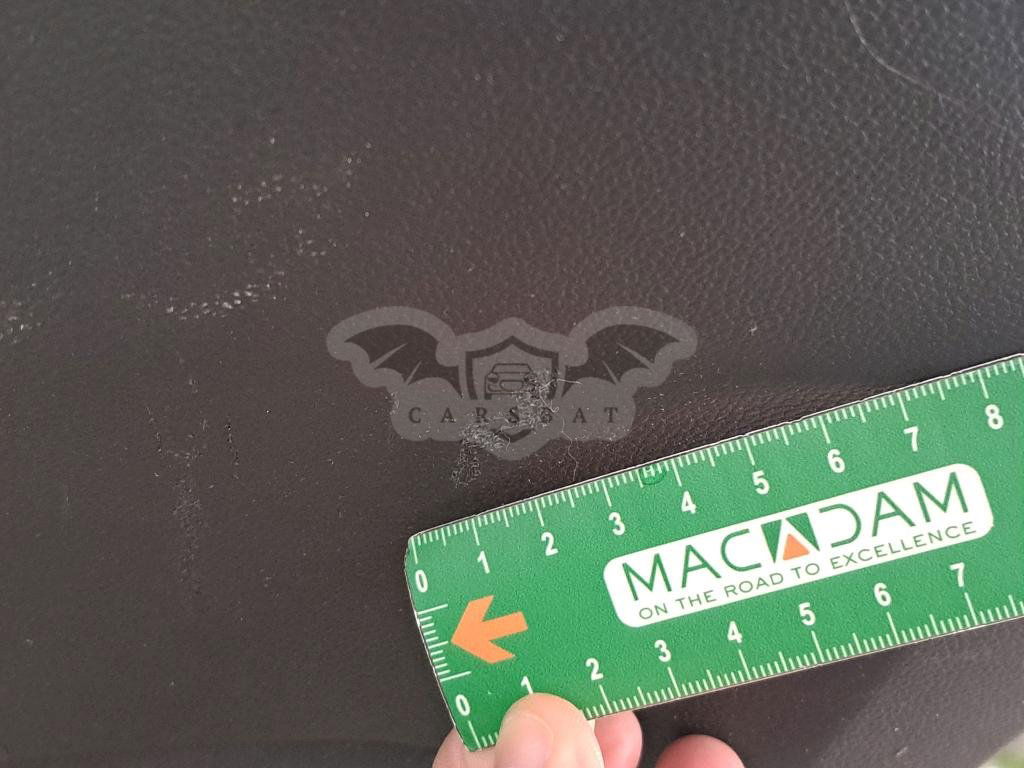 CARSBAT
0 1 2 3 4 5 6 7 8
MACADAM
ON THE ROAD TO EXCELLENCE
0 1 2 3 4 5 6 7